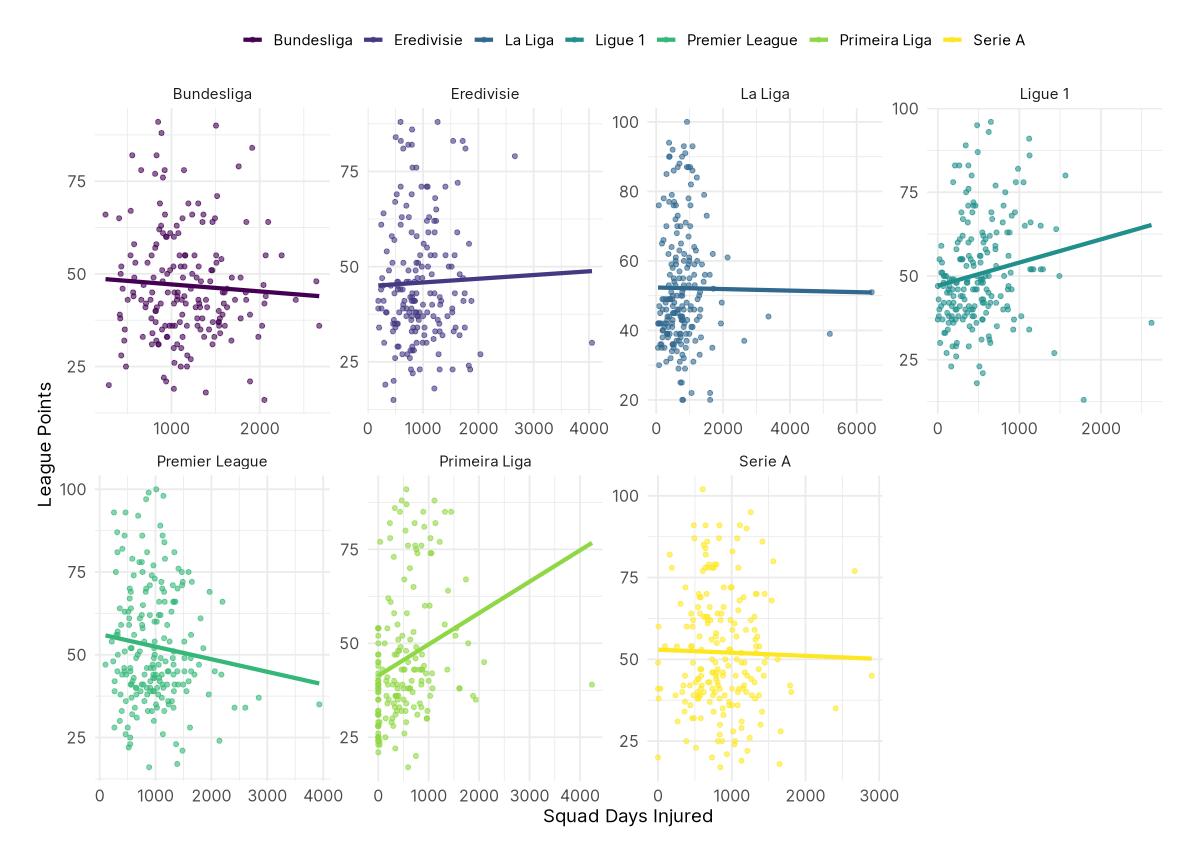 Bundesliga Eredivisie La Liga Ligue 1 Premier League Primeira Liga Serie A
Bundesliga Eredivisie La Liga Ligue 1
75
50
25
1000 2000
75
50
25
0 1000 2000 3000 4000
100
80
60
40
20
0 2000 4000 6000
100
75
50
25
0 1000 2000
League Points
Premier League Primeira Liga Serie A
100
75
50
25
0 1000 2000 3000 4000
75
50
25
0 1000 2000 3000 4000
100
75
50
25
0 1000 2000 3000
Squad Days Injured